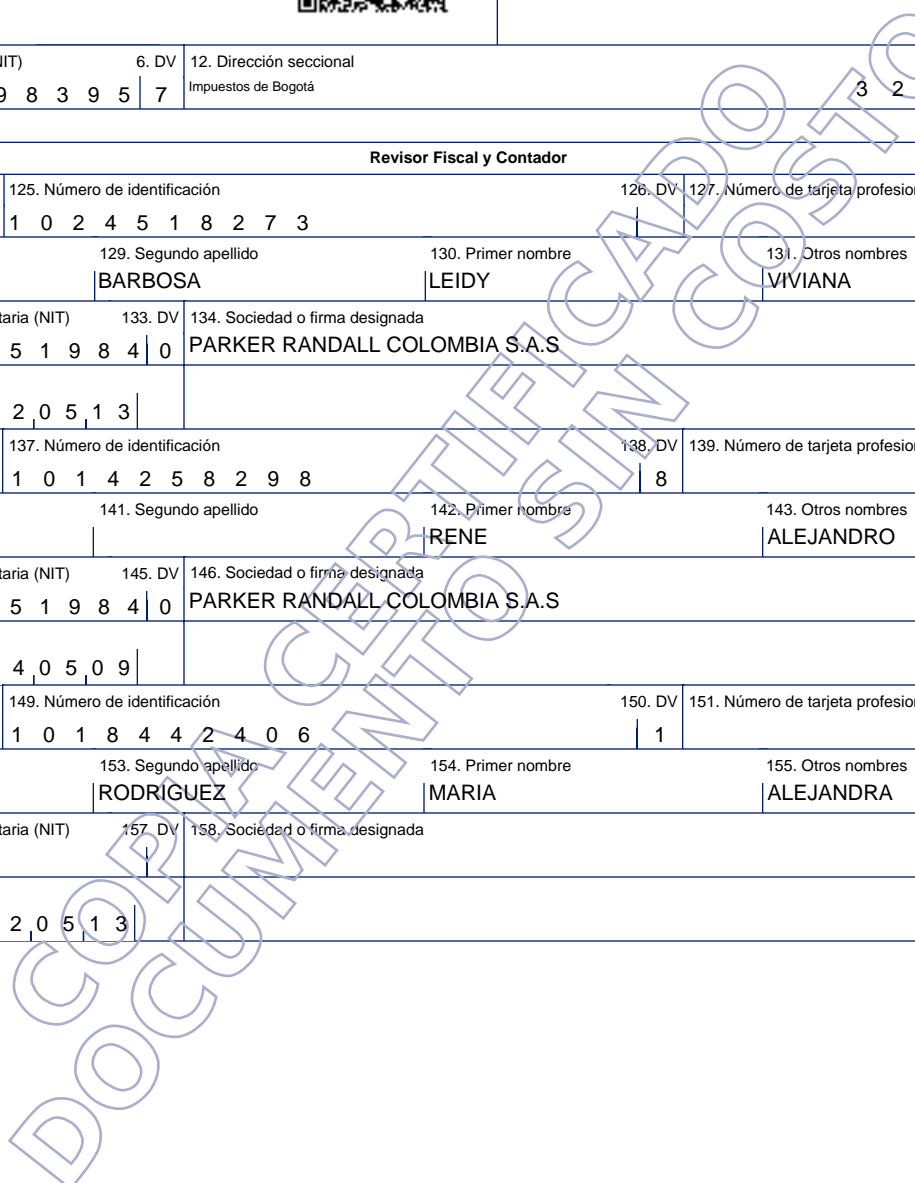 NIT) 6. DV 12. Dirección seccional
9 8 3 9 5 7 Impuestos de Bogotá 3 2
Revisor Fiscal y Contador
125. Número de identificación 126. DV 127. Número de tarjeta profesion
1 0 2 4 5 1 8 2 7 3
129. Segundo apellido 130. Primer nombre 131. Otros nombres
BARBOSA LEIDY VIVIANA
taria (NIT) 133. DV 134. Sociedad o firma designada
5 1 9 8 4 0 PARKER RANDALL COLOMBIA S.A.S
2 0 5 1 3
137. Número de identificación 138. DV 139. Número de tarjeta profesion
1 0 1 4 2 5 8 2 9 8 8
141. Segundo apellido 142. Primer nombre 143. Otros nombres
RENE ALEJANDRO
taria (NIT) 145. DV 146. Sociedad o firma designada
5 1 9 8 4 0 PARKER RANDALL COLOMBIA S.A.S
4 0 5 0 9
149. Número de identificación 150. DV 151. Número de tarjeta profesion
1 0 1 8 4 4 2 4 0 6 1
153. Segundo apellido 154. Primer nombre 155. Otros nombres
RODRIGUEZ MARIA ALEJANDRA
taria (NIT) 157. DV 158. Sociedad o firma designada
2 0 5 1 3
COPIA CERTIFICADO
DOCUMENTO SIN COSTO